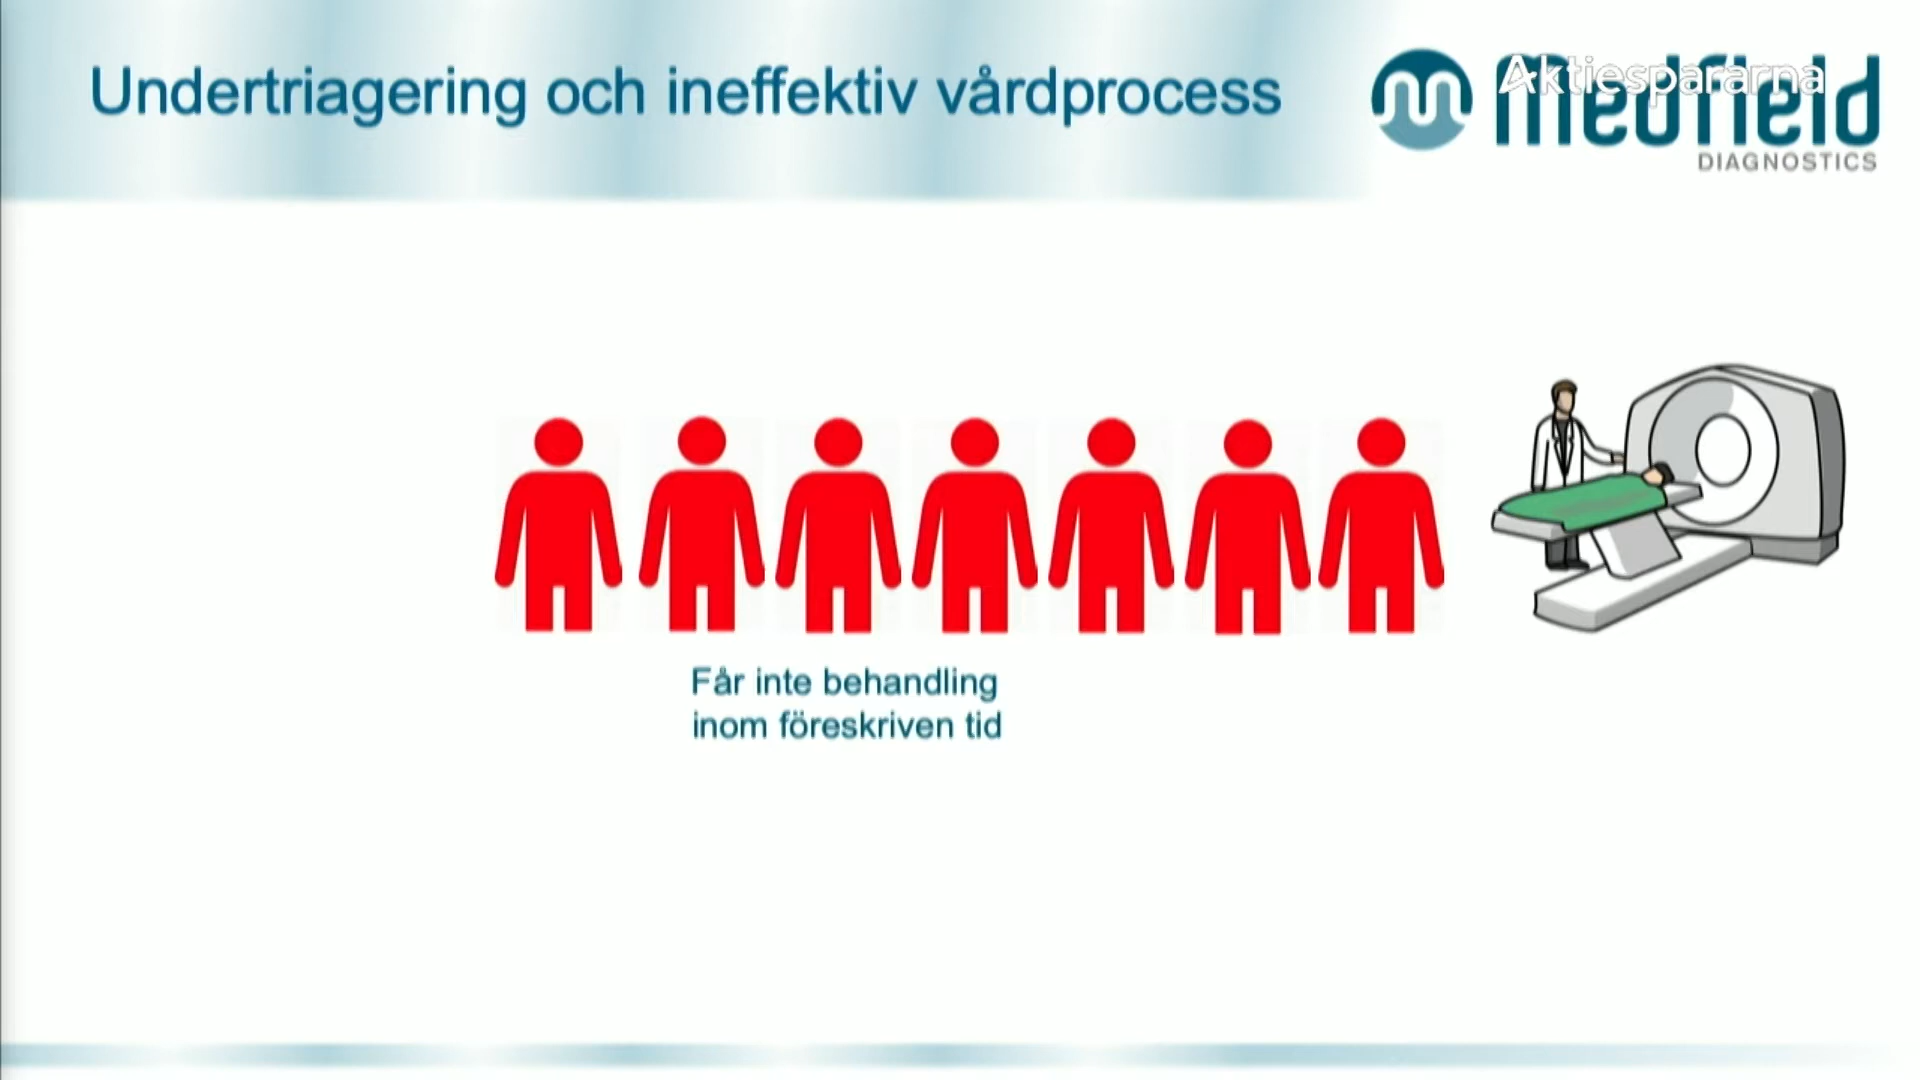 Undertriagering och ineffektiv vårdprocess
Medfield
Aktiespararna
DIAGNOSTICS
Får inte behandling
inom föreskriven tid